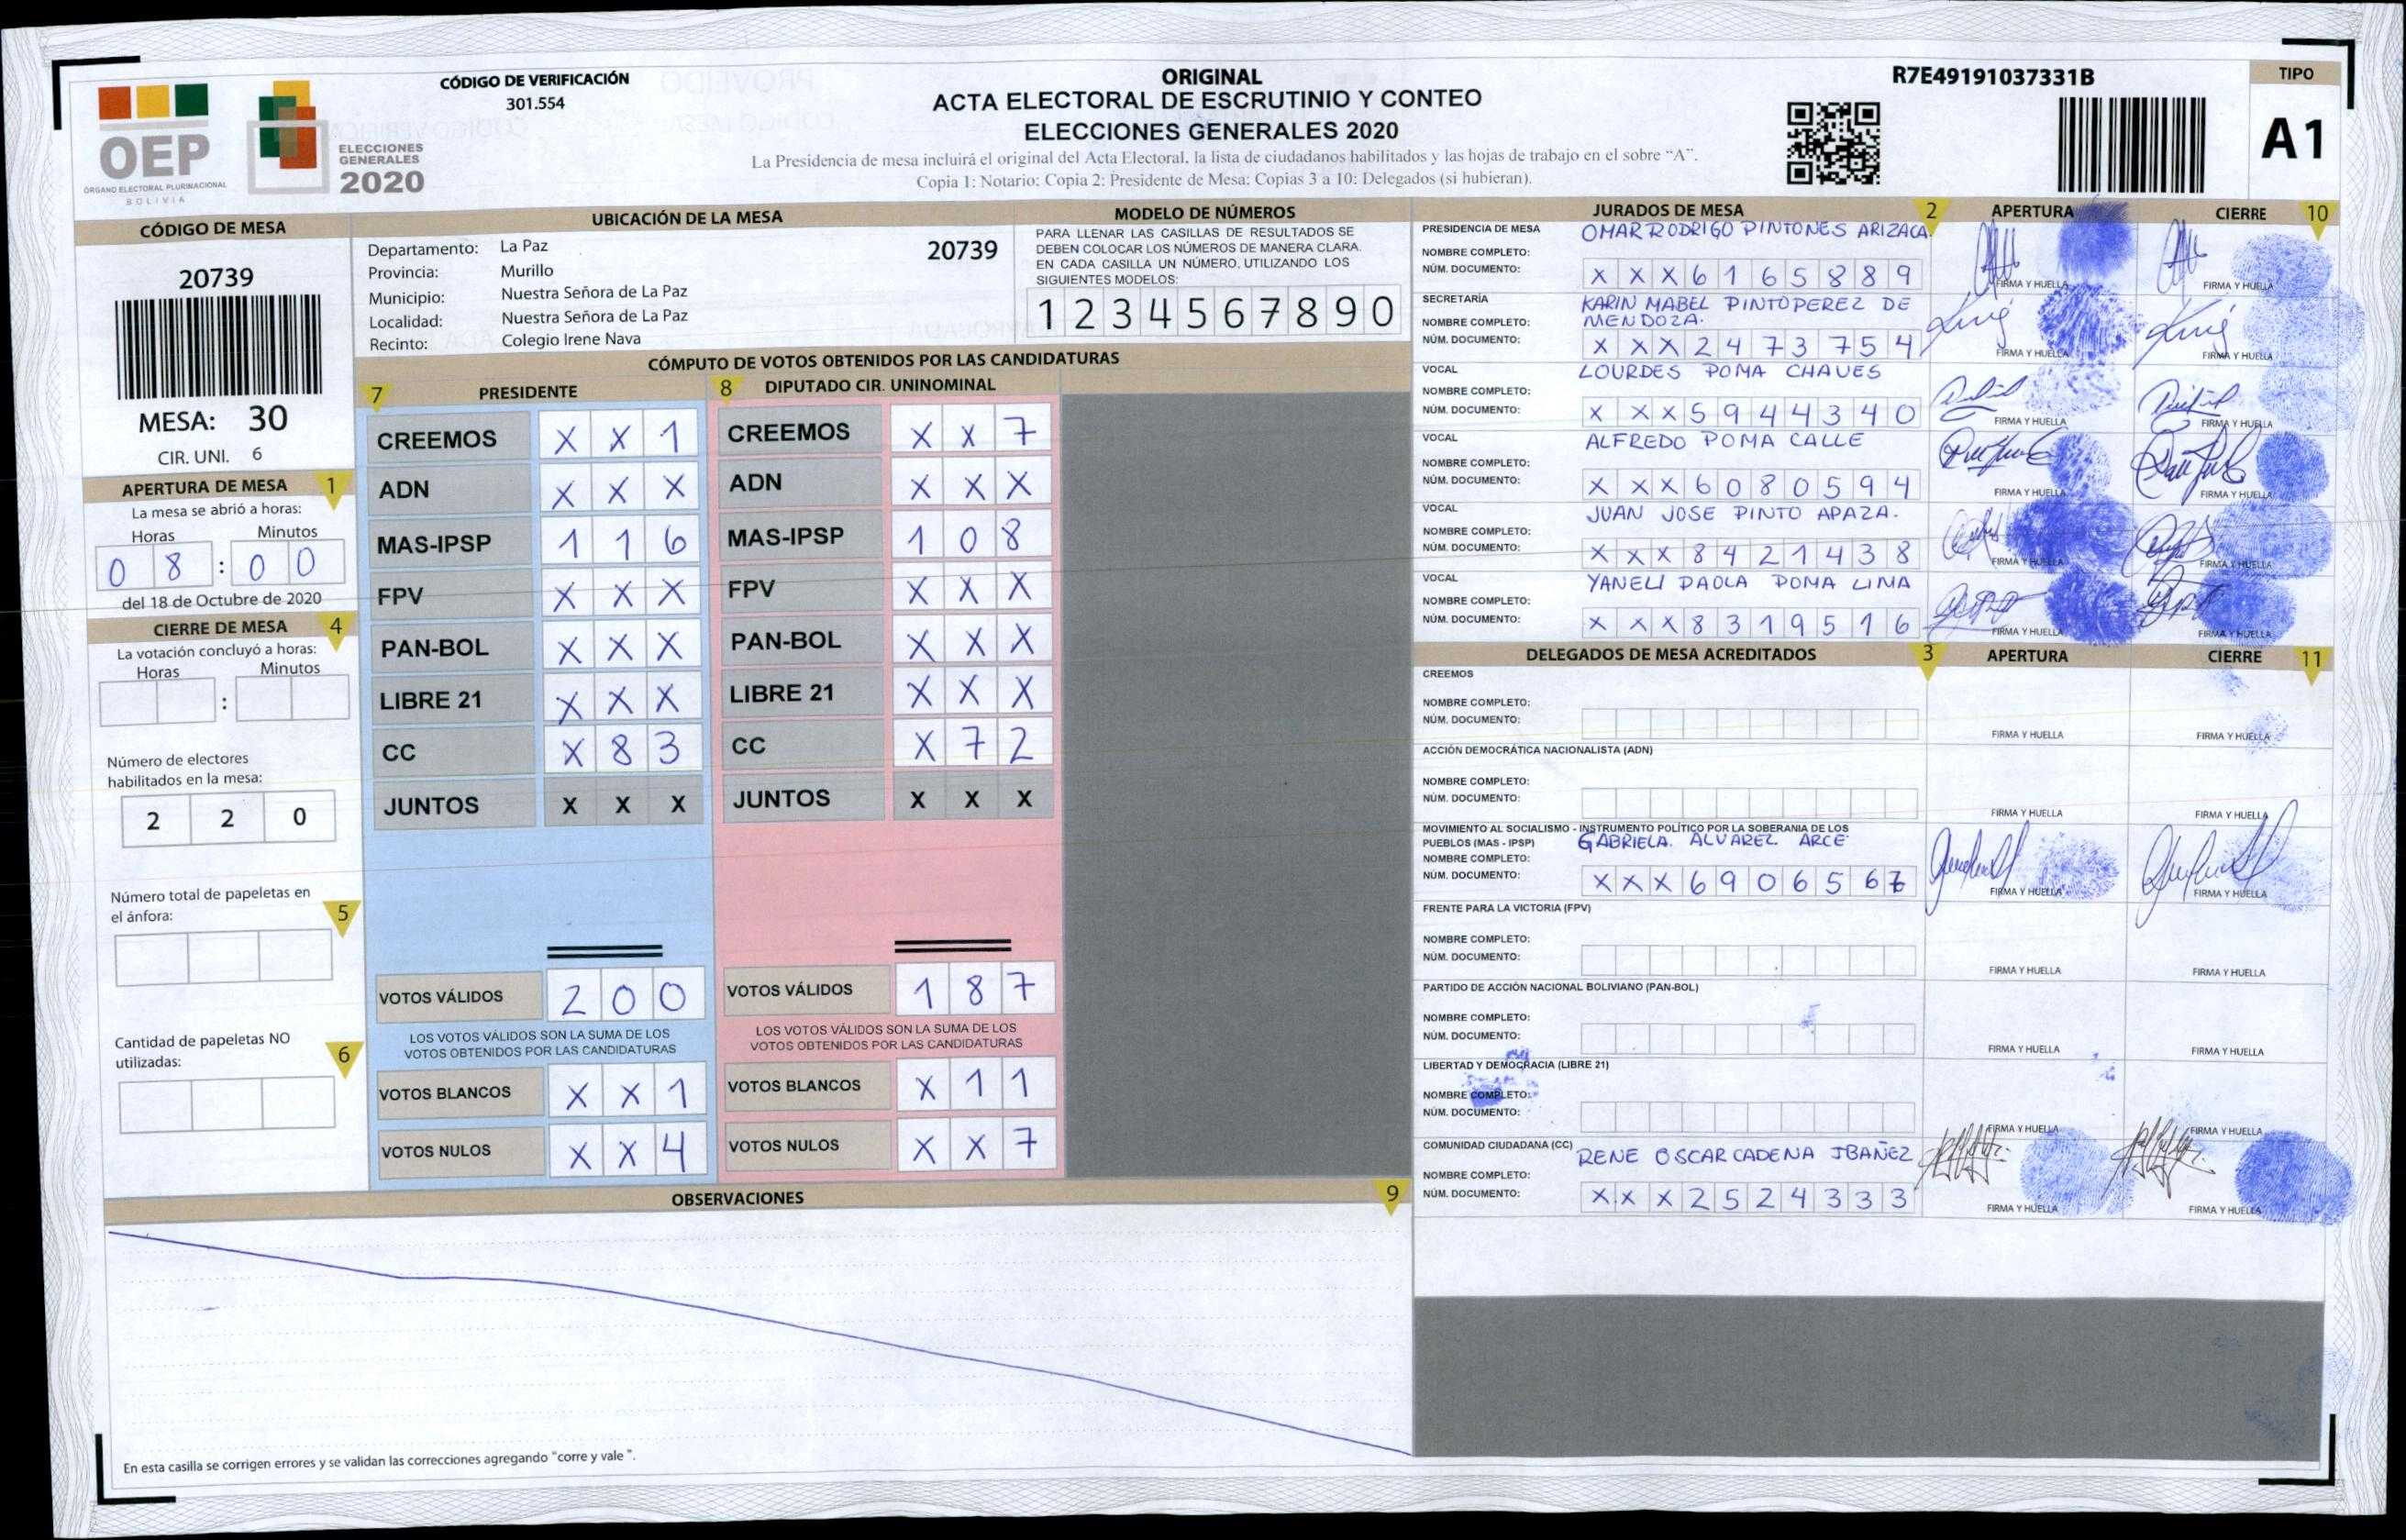 CÓDIGO DE VERIFICACIÓN
301.554
ORIGINAL
ACTA ELECTORAL DE ESCRUTINIO Y CONTEO
ELECCIONES GENERALES 2020
La Presidencia de mesa incluirá el original del Acta Electoral, la lista de ciudadanos habilitados y las hojas de trabajo en el sobre “A”.
Copia 1: Notario; Copia 2: Presidente de Mesa; Copias 3 a 10: Delegados (si hubieran).
R7E49191037331B
TIPO
A1
OEP
ÓRGANO ELECTORAL PLURINACIONAL
BOLIVIA
ELECCIONES
GENERALES
2020
CÓDIGO DE MESA
20739
MESA: 30
CIR. UNI. 6
APERTURA DE MESA 1
La mesa se abrió a horas:
Horas Minutos
0 8 : 0 0
del 18 de Octubre de 2020
CIERRE DE MESA 4
La votación concluyó a horas:
Horas Minutos
:
Número de electores
habilitados en la mesa:
2 2 0
Número total de papeletas en
el ánfora: 5
Cantidad de papeletas NO
utilizadas: 6
UBICACIÓN DE LA MESA
Departamento: La Paz 20739
Provincia: Murillo
Municipio: Nuestra Señora de La Paz
Localidad: Nuestra Señora de La Paz
Recinto: Colegio Irene Nava
MODELO DE NÚMEROS
PARA LLENAR LAS CASILLAS DE RESULTADOS SE
DEBEN COLOCAR LOS NÚMEROS DE MANERA CLARA.
EN CADA CASILLA UN NÚMERO, UTILIZANDO LOS
SIGUIENTES MODELOS:
1 2 3 4 5 6 7 8 9 0
CÓMPUTO DE VOTOS OBTENIDOS POR LAS CANDIDATURAS
7 PRESIDENTE
CREEMOS X X 1
ADN X X X
MAS-IPSP 1 1 6
FPV X X X
PAN-BOL X X X
LIBRE 21 X X X
CC X 8 3
JUNTOS X X X
VOTOS VÁLIDOS 2 0 0
LOS VOTOS VÁLIDOS SON LA SUMA DE LOS
VOTOS OBTENIDOS POR LAS CANDIDATURAS
VOTOS BLANCOS X X 1
VOTOS NULOS X X 4
8 DIPUTADO CIR. UNINOMINAL
CREEMOS X X 7
ADN X X X
MAS-IPSP 1 0 8
FPV X X X
PAN-BOL X X X
LIBRE 21 X X X
CC X 7 2
JUNTOS X X X
VOTOS VÁLIDOS 1 8 7
LOS VOTOS VÁLIDOS SON LA SUMA DE LOS
VOTOS OBTENIDOS POR LAS CANDIDATURAS
VOTOS BLANCOS X 1 1
VOTOS NULOS X X 7
OBSERVACIONES 9
En esta casilla se corrigen errores y se validan las correcciones agregando "corre y vale ".
JURADOS DE MESA 2 APERTURA CIERRE 10
PRESIDENCIA DE MESA OMAR RODRIGO PINTONES ARIZACA
NOMBRE COMPLETO:
NÚM. DOCUMENTO: X X X 6 1 6 5 8 8 9 FIRMA Y HUELLA FIRMA Y HUELLA
SECRETARÍA KARIN MABEL PINTO PEREZ DE
NOMBRE COMPLETO: MENDOZA.
NÚM. DOCUMENTO: X X X 2 4 7 3 7 5 4 FIRMA Y HUELLA FIRMA Y HUELLA
VOCAL LOURDES POMA CHAVES
NOMBRE COMPLETO:
NÚM. DOCUMENTO: X X X 5 9 4 4 3 4 0 FIRMA Y HUELLA FIRMA Y HUELLA
VOCAL ALFREDO POMA CALLE
NOMBRE COMPLETO:
NÚM. DOCUMENTO: X X X 6 0 8 0 5 9 4 FIRMA Y HUELLA FIRMA Y HUELLA
VOCAL JUAN JOSE PINTO APAZA.
NOMBRE COMPLETO:
NÚM. DOCUMENTO: X X X 8 4 2 1 4 3 8 FIRMA Y HUELLA FIRMA Y HUELLA
VOCAL YANELI PAOLA POMA LIMA
NOMBRE COMPLETO:
NÚM. DOCUMENTO: X X X 8 3 1 9 5 1 6 FIRMA Y HUELLA FIRMA Y HUELLA
DELEGADOS DE MESA ACREDITADOS 3 APERTURA CIERRE 11
CREEMOS
NOMBRE COMPLETO:
NÚM. DOCUMENTO: FIRMA Y HUELLA FIRMA Y HUELLA
ACCIÓN DEMOCRÁTICA NACIONALISTA (ADN)
NOMBRE COMPLETO:
NÚM. DOCUMENTO: FIRMA Y HUELLA FIRMA Y HUELLA
MOVIMIENTO AL SOCIALISMO - INSTRUMENTO POLÍTICO POR LA SOBERANIA DE LOS
PUEBLOS (MAS - IPSP) GABRIELA. ALVAREZ ARCE
NOMBRE COMPLETO:
NÚM. DOCUMENTO: X X X 6 9 0 6 5 6 7 FIRMA Y HUELLA FIRMA Y HUELLA
FRENTE PARA LA VICTORIA (FPV)
NOMBRE COMPLETO:
NÚM. DOCUMENTO: FIRMA Y HUELLA FIRMA Y HUELLA
PARTIDO DE ACCIÓN NACIONAL BOLIVIANO (PAN-BOL)
NOMBRE COMPLETO:
NÚM. DOCUMENTO: FIRMA Y HUELLA FIRMA Y HUELLA
LIBERTAD Y DEMOCRACIA (LIBRE 21)
NOMBRE COMPLETO:
NÚM. DOCUMENTO: FIRMA Y HUELLA FIRMA Y HUELLA
COMUNIDAD CIUDADANA (CC) RENE OSCAR CADENA IBAÑEZ
NOMBRE COMPLETO:
NÚM. DOCUMENTO: X X X 2 5 2 4 3 3 3 FIRMA Y HUELLA FIRMA Y HUELLA